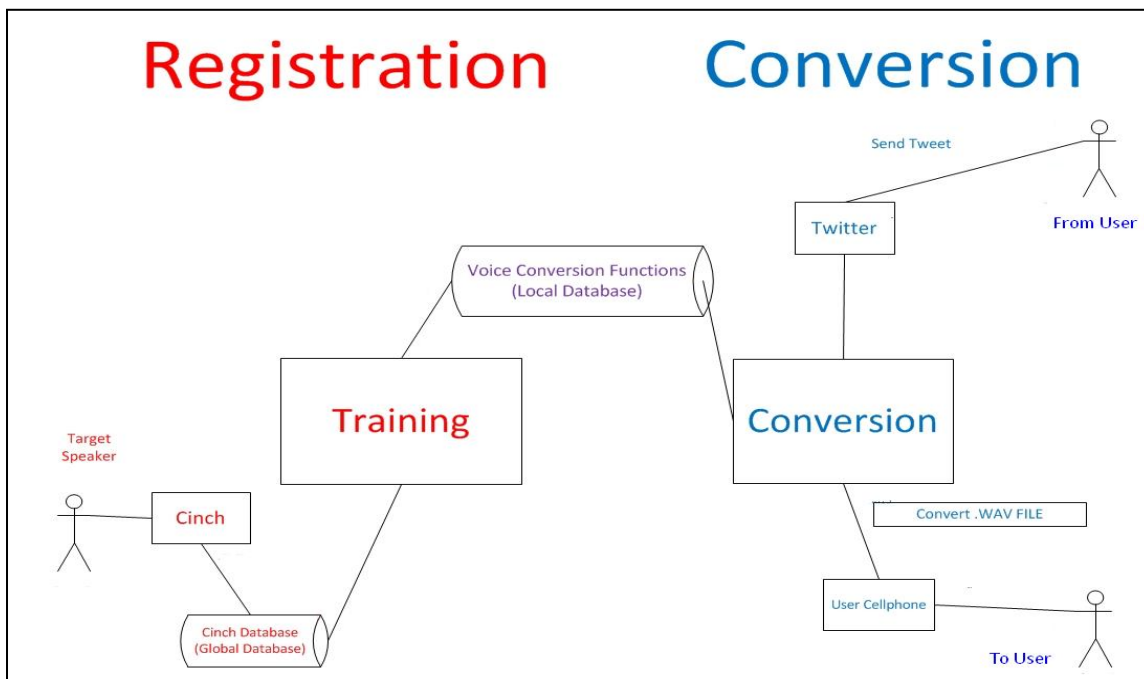 Registration
Conversion
Send Tweet
From User
Twitter
Voice Conversion Functions
(Local Database)
Training
Conversion
Target
Speaker
Cinch
Convert .WAV FILE
User Cellphone
Cinch Database
(Global Database)
To User